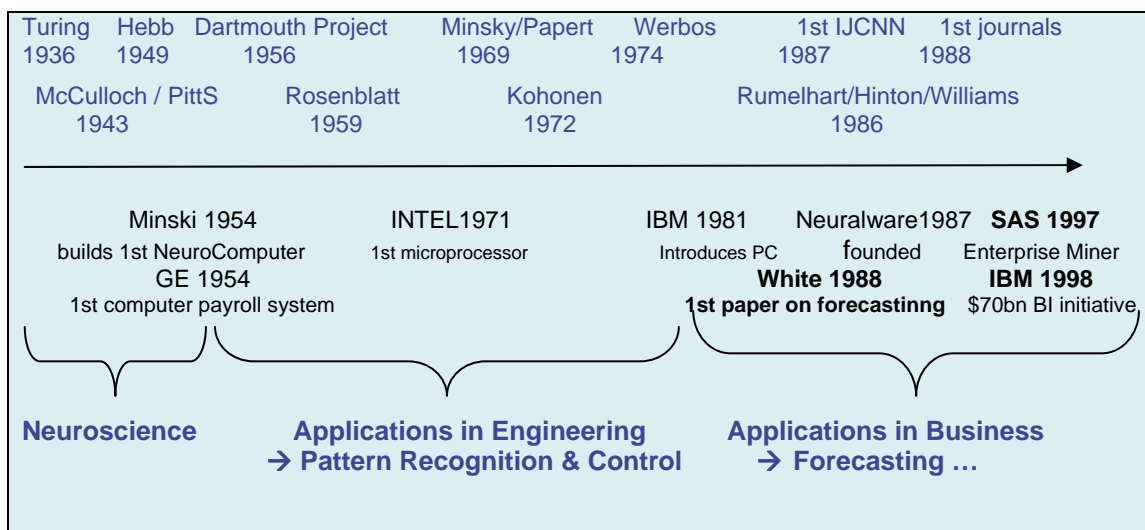 Turing Hebb Dartmouth Project Minsky/Papert Werbos 1st IJCNN 1st journals
1936 1949 1956 1969 1974 1987 1988
McCulloch / PittS Rosenblatt Kohonen Rumelhart/Hinton/Williams
1943 1959 1972 1986
Minski 1954 INTEL1971 IBM 1981 Neuralware1987 SAS 1997
builds 1st NeuroComputer 1st microprocessor Introduces PC founded Enterprise Miner
GE 1954 White 1988 IBM 1998
1st computer payroll system 1st paper on forecastinng $70bn BI initiative
Neuroscience Applications in Engineering Applications in Business
→ Pattern Recognition & Control → Forecasting …